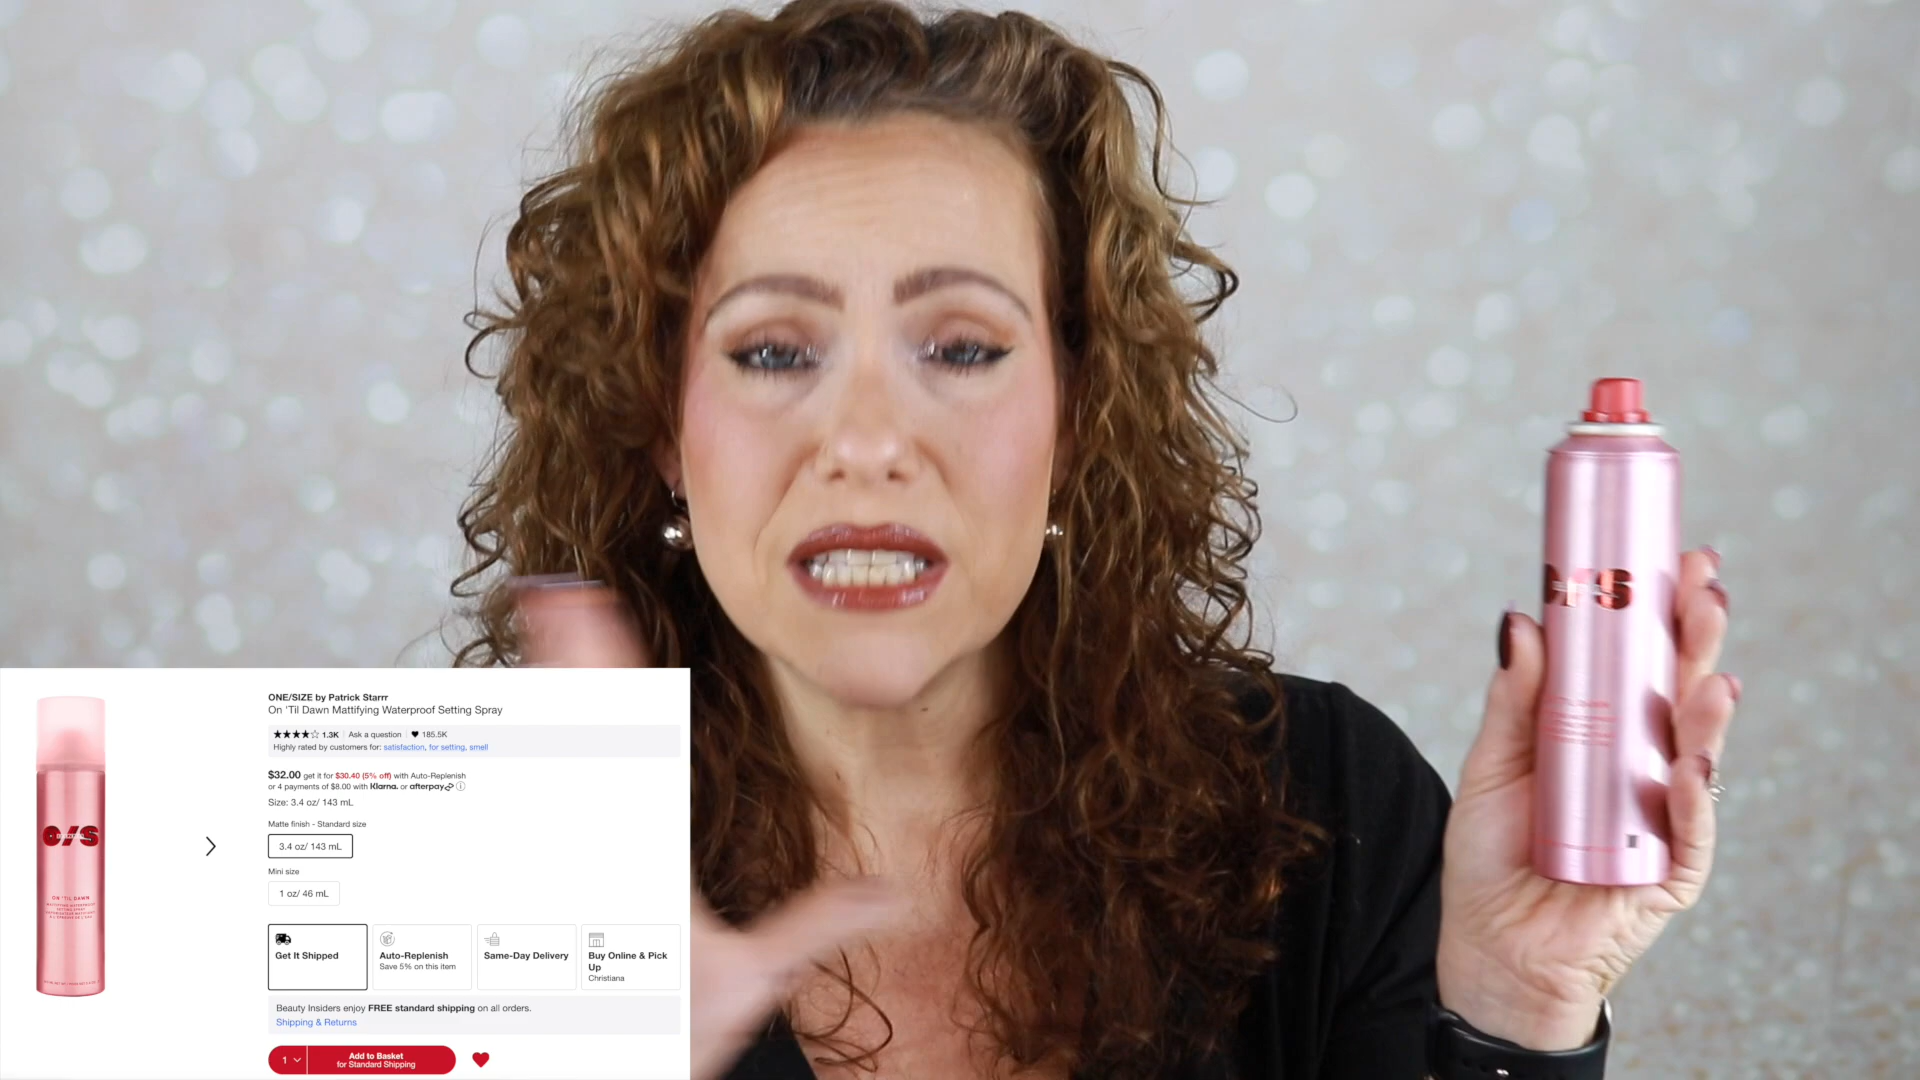 ONE/SIZE by Patrick Starrr
On 'Til Dawn Mattifying Waterproof Setting Spray
1.3K | Ask a question | 185.5K
Highly rated by customers for: satisfaction, for setting, smell
$32.00 get it for $30.40 (5% off) with Auto-Replenish
or 4 payments of $8.00 with Klarna. or afterpay
Size: 3.4 oz/ 143 mL
Matte finish - Standard size
3.4 oz/ 143 mL
Mini size
1 oz/ 46 mL
Get It Shipped
Auto-Replenish
Save 5% on this item
Same-Day Delivery
Buy Online & Pick
Up
Christiana
Beauty Insiders enjoy FREE standard shipping on all orders.
Shipping & Returns
1
Add to Basket
for Standard Shipping
O/S
ON 'TIL DAWN
MATTIFYING WATERPROOF
SETTING SPRAY
O/S